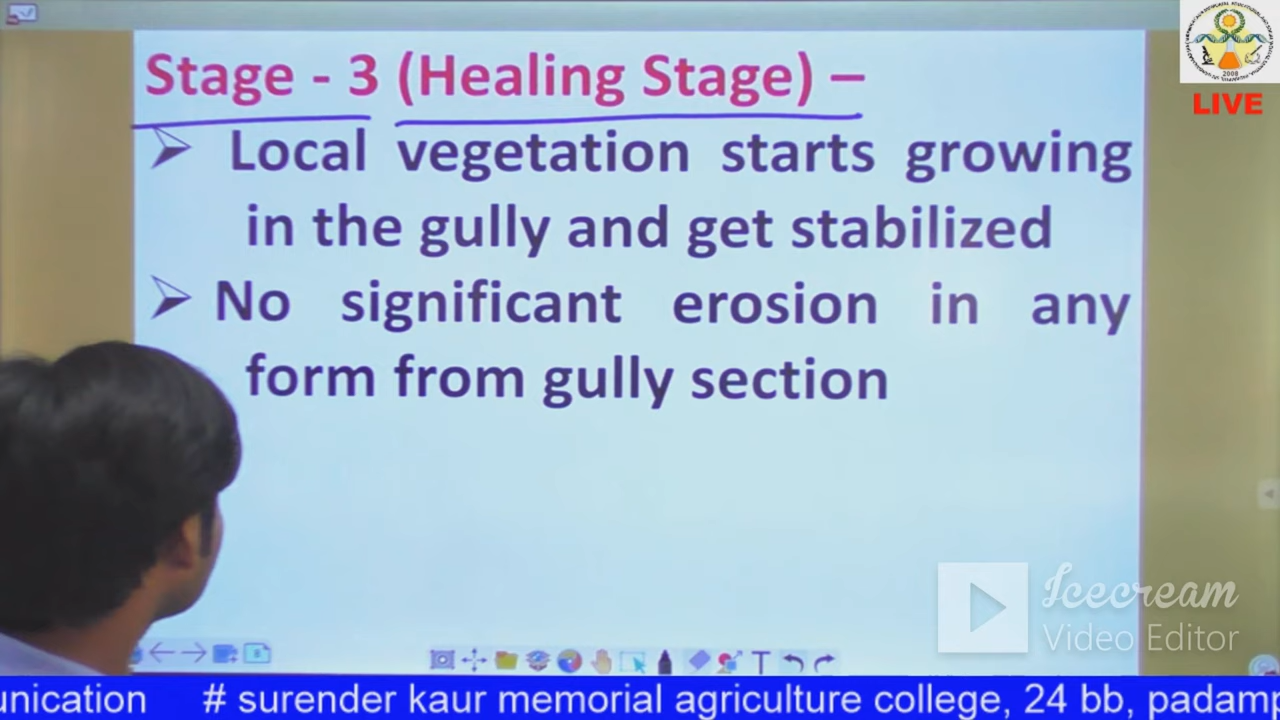 Stage - 3 (Healing Stage) –
➢ Local vegetation starts growing
in the gully and get stabilized
➢ No significant erosion in any
form from gully section
2008
LIVE
Icecream
Video Editor
unication # surender kaur memorial agriculture college, 24 bb, padamp